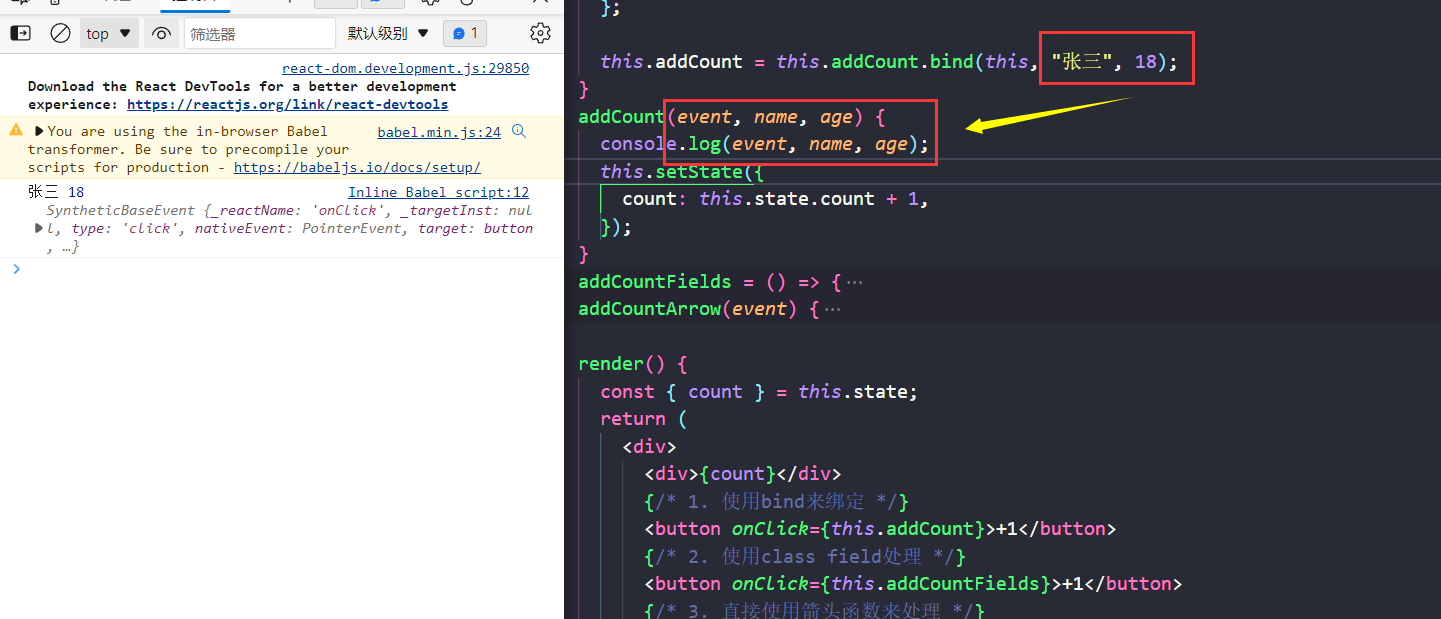 top ▼
筛选器
默认级别 ▼
1
react-dom.development.js:29850
Download the React DevTools for a better development
experience: https://reactjs.org/link/react-devtools
▶You are using the in-browser Babel babel.min.js:24
transformer. Be sure to precompile your
scripts for production - https://babeljs.io/docs/setup/
张三 18 Inline Babel script:12
SyntheticBaseEvent {_reactName: 'onClick', _targetInst: nul
▶l, type: 'click', nativeEvent: PointerEvent, target: button
, …}
>
};
this.addCount = this.addCount.bind(this, "张三", 18);
}
addCount(event, name, age) {
console.log(event, name, age);
this.setState({
count: this.state.count + 1,
});
}
addCountFields = () => {···
addCountArrow(event) {···
render() {
const { count } = this.state;
return (
<div>
<div>{count}</div>
{/* 1. 使用bind来绑定 */}
<button onClick={this.addCount}>+1</button>
{/* 2. 使用class field处理 */}
<button onClick={this.addCountFields}>+1</button>
{/* 3. 直接使用箭头函数来处理 */}